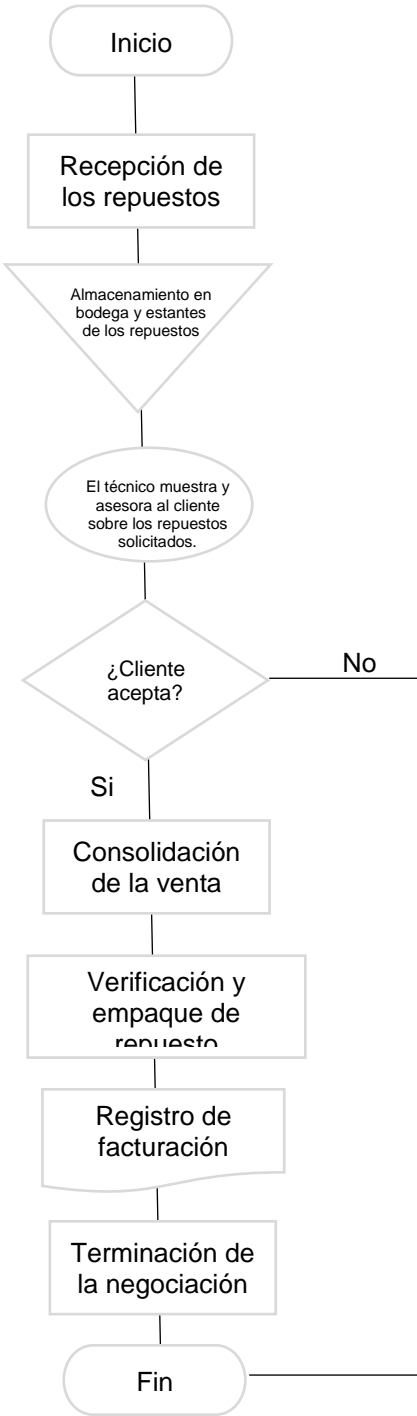 Inicio
Recepción de
los repuestos
Almacenamiento en
bodega y estantes
de los repuestos
El técnico muestra y
asesora al cliente
sobre los repuestos
solicitados.
¿Cliente
acepta?
No
Si
Consolidación
de la venta
Verificación y
empaque de
repuesto
Registro de
facturación
Terminación de
la negociación
Fin